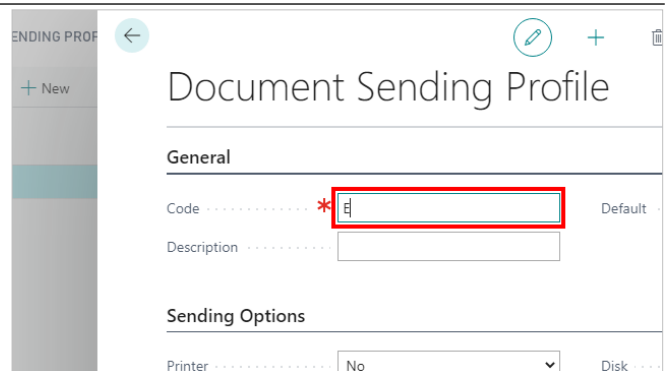 ENDING PROF
+ New
Document Sending Profile
General
Code * E Default
Description
Sending Options
Printer No Disk